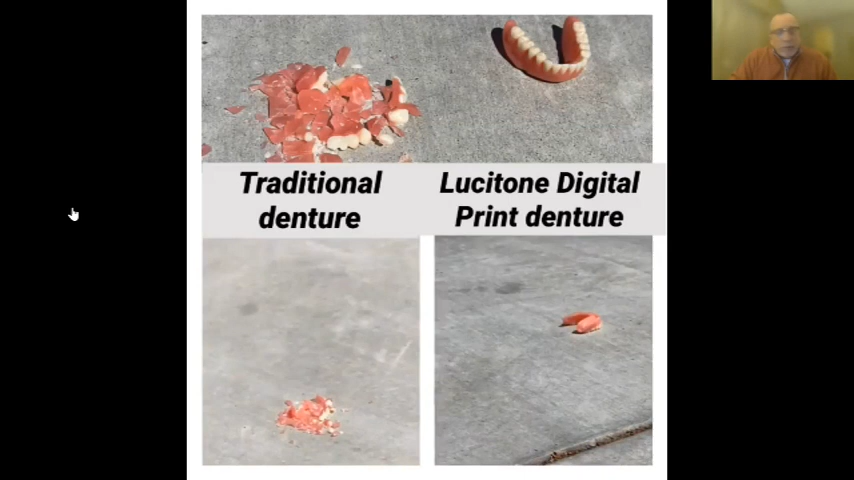 Traditional
denture
Lucitone Digital
Print denture